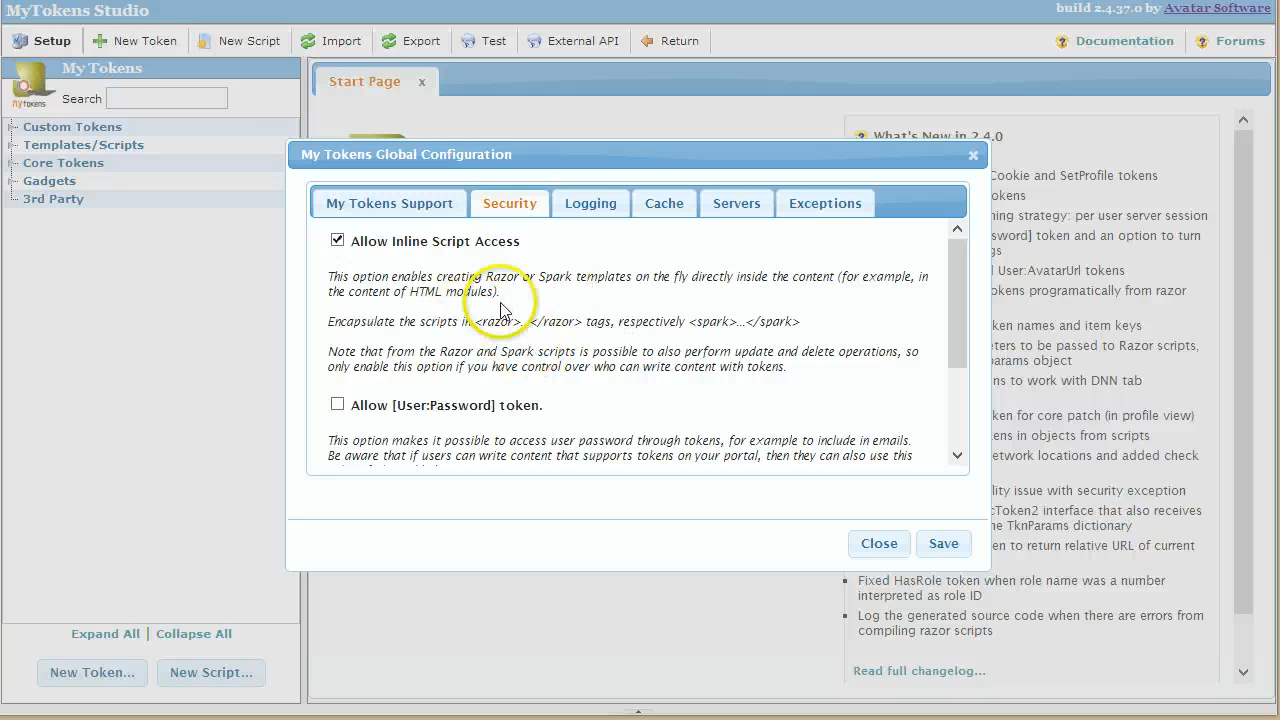 MyTokens Studio
build 2.4.37.0 by Avatar Software
Setup
New Token
New Script
Import
Export
Test
External API
Return
Documentation
Forums
My Tokens
Search
mytokens
Custom Tokens
Templates/Scripts
Core Tokens
Gadgets
3rd Party
Expand All | Collapse All
New Token...
New Script...
Start Page x
What's New in 2.4.0
Cookie and SetProfile tokens
okens
ning strategy: per user server session
sword] token and an option to turn
gs
d User:AvatarUrl tokens
okens programatically from razor
ken names and item keys
eters to be passed to Razor scripts,
arams object
ns to work with DNN tab
ken for core patch (in profile view)
kens in objects from scripts
etwork locations and added check
lity issue with security exception
cToken2 interface that also receives
e TknParams dictionary
ken to return relative URL of current
Fixed HasRole token when role name was a number
interpreted as role ID
Log the generated source code when there are errors from
compiling razor scripts
Read full changelog...
My Tokens Global Configuration
My Tokens Support
Security
Logging
Cache
Servers
Exceptions
Allow Inline Script Access
This option enables creating Razor or Spark templates on the fly directly inside the content (for example, in
the content of HTML modules).
Encapsulate the scripts in <razor>...</razor> tags, respectively <spark>...</spark>
Note that from the Razor and Spark scripts is possible to also perform update and delete operations, so
only enable this option if you have control over who can write content with tokens.
Allow [User:Password] token.
This option makes it possible to access user password through tokens, for example to include in emails.
Be aware that if users can write content that supports tokens on your portal, then they can also use this
Close
Save